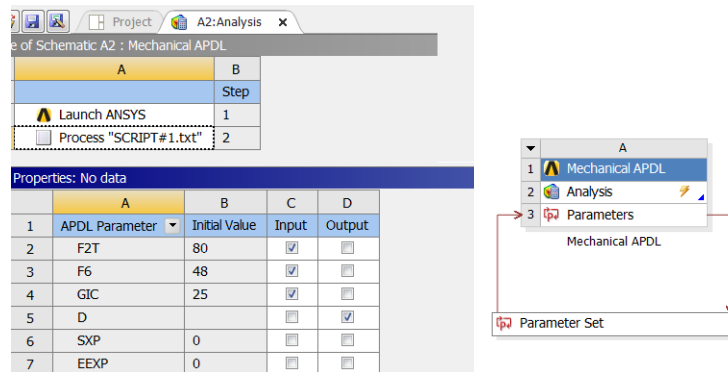 Project A2:Analysis x
e of Schematic A2 : Mechanical APDL
A B
Step
Launch ANSYS 1
Process "SCRIPT#1.txt" 2
Properties: No data
A B C D
1 APDL Parameter Initial Value Input Output
2 F2T 80
3 F6 48
4 GIC 25
5 D
6 SXP 0
7 EEXP 0
A
1 Mechanical APDL
2 Analysis
3 Parameters
Mechanical APDL
Parameter Set